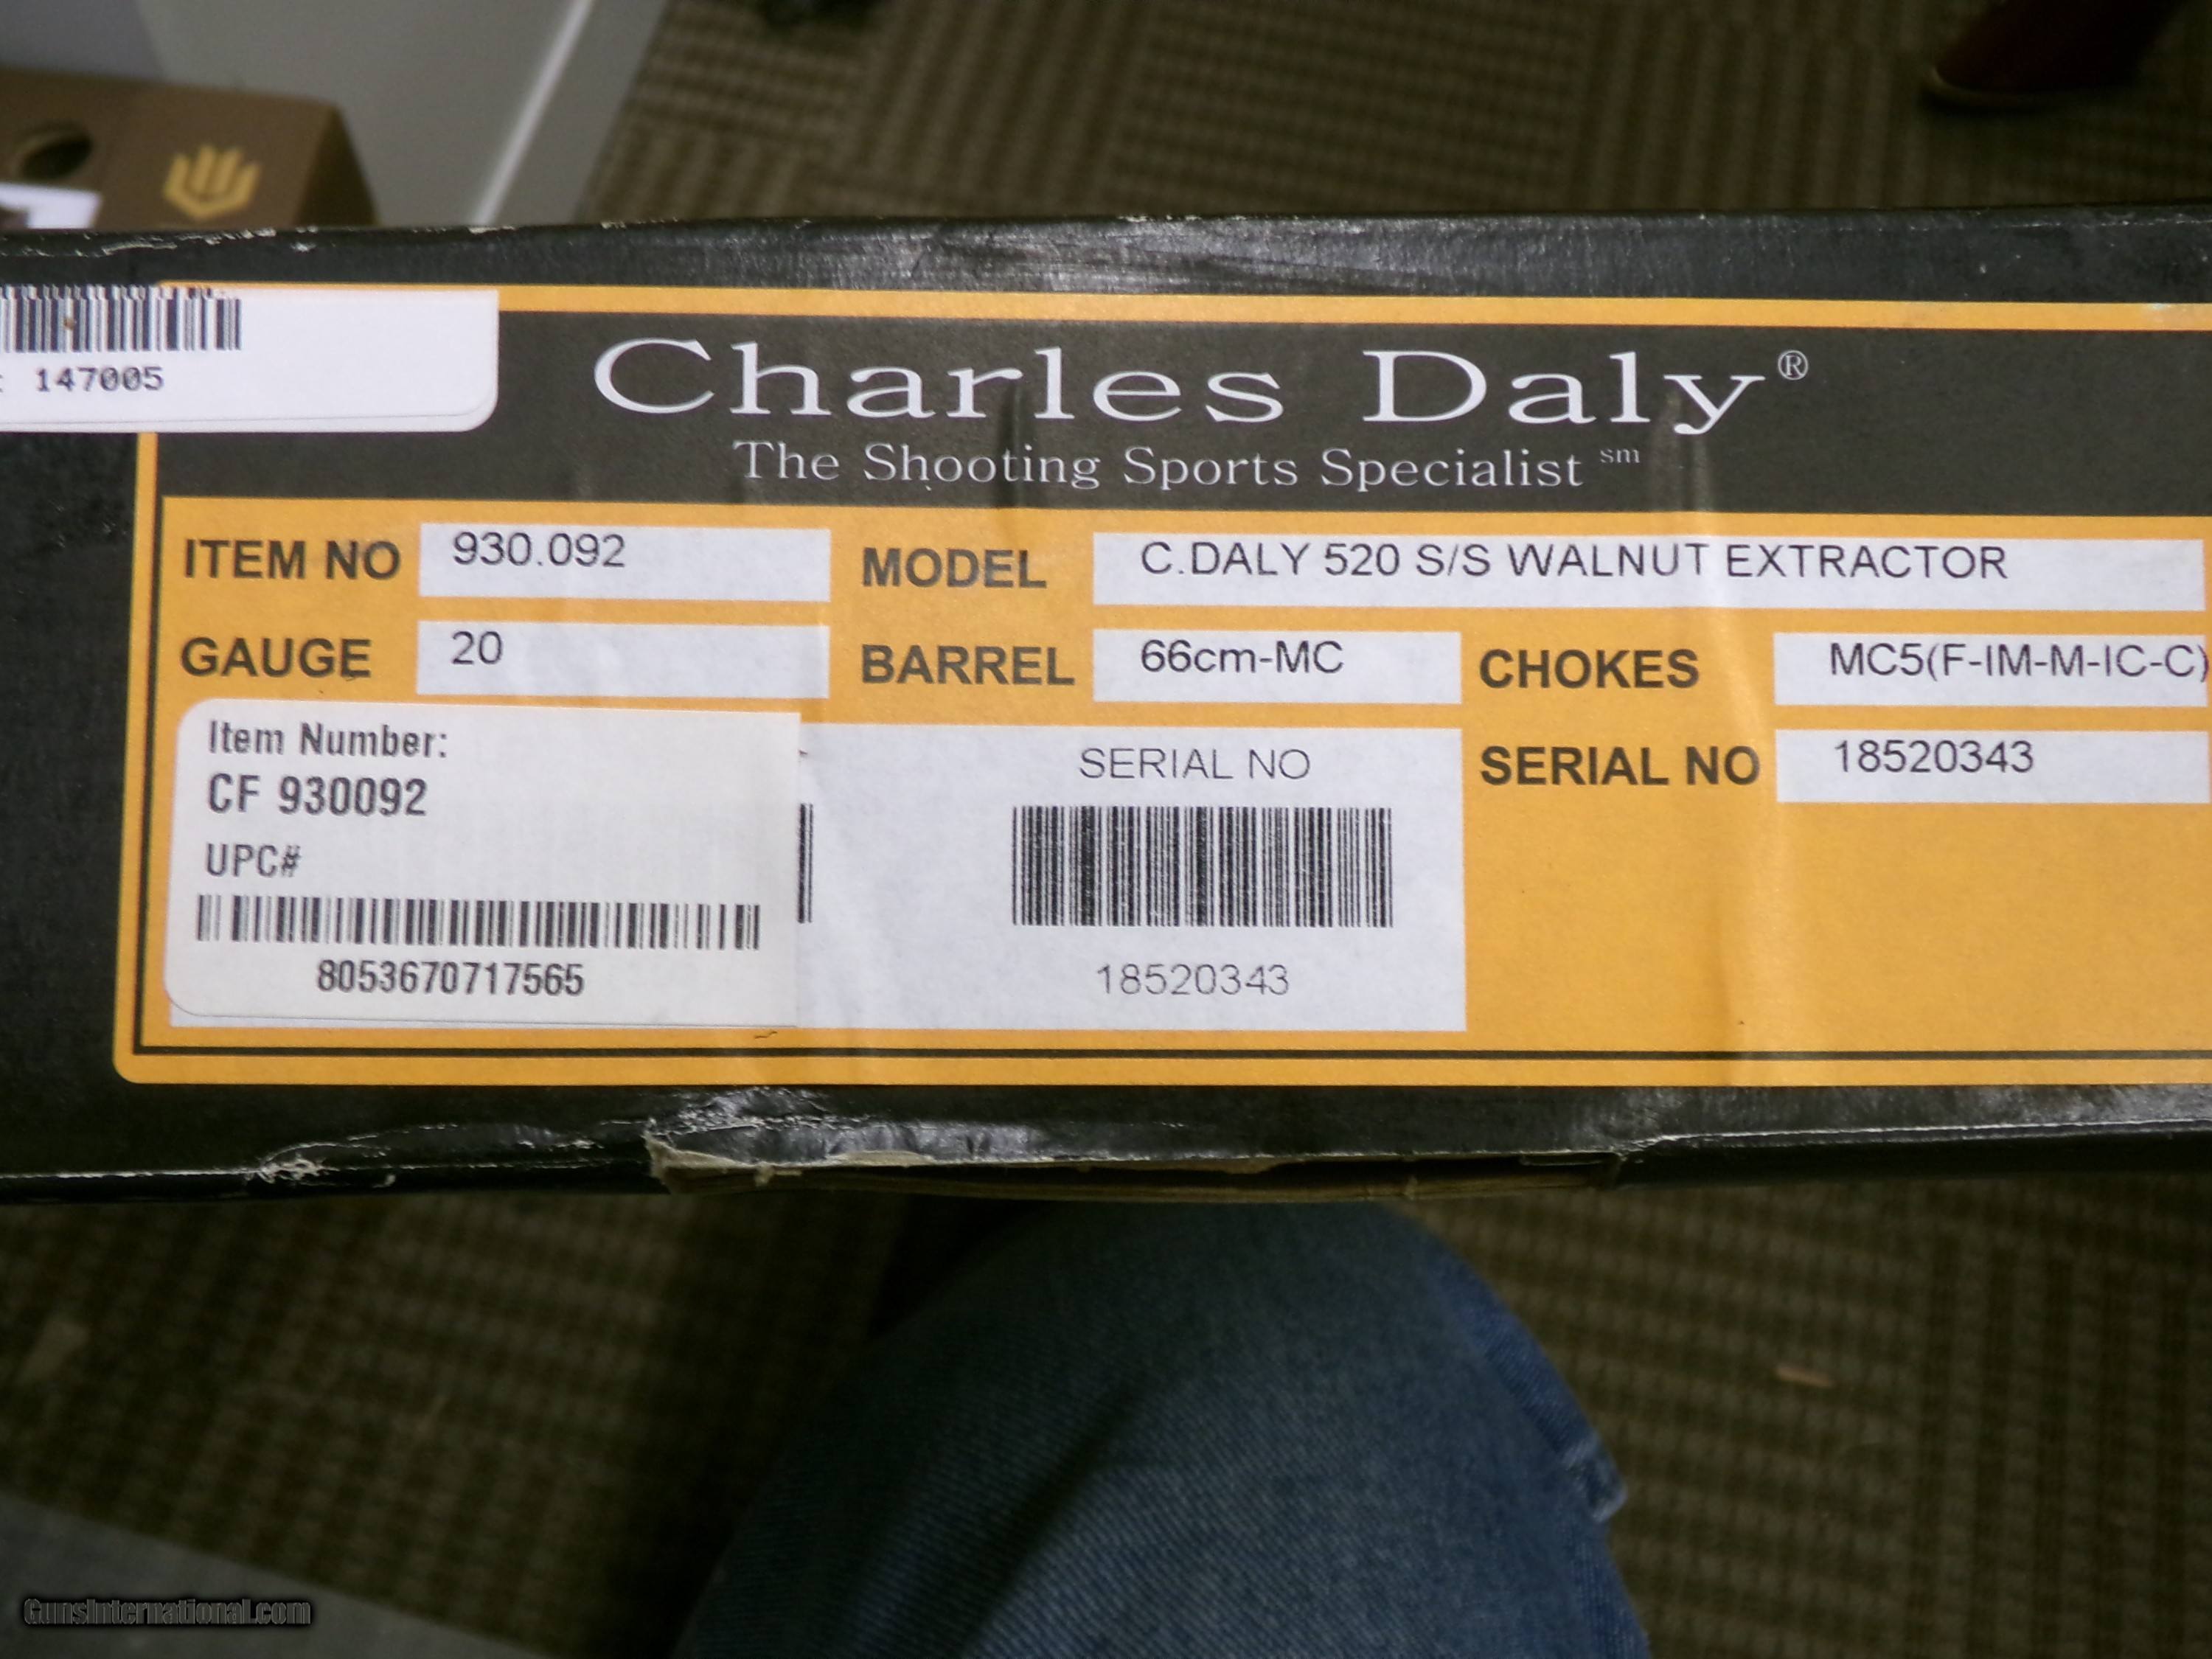 : 147005
Charles Daly®
The Shooting Sports Specialist sm
ITEM NO 930.092 MODEL C.DALY 520 S/S WALNUT EXTRACTOR
GAUGE 20 BARREL 66cm-MC CHOKES MC5(F-IM-M-IC-C)
Item Number:
CF 930092
UPC#
8053670717565
SERIAL NO
18520343
SERIAL NO 18520343
GunsInternational.com